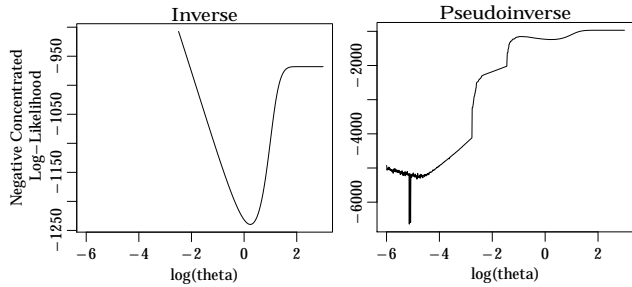 Inverse
Negative Concentrated
Log−Likelihood
−950
−1050
−1150
−1250
−6
−4
−2
0
2
log(theta)
Pseudoinverse
−2000
−4000
−6000
−6
−4
−2
0
2
log(theta)